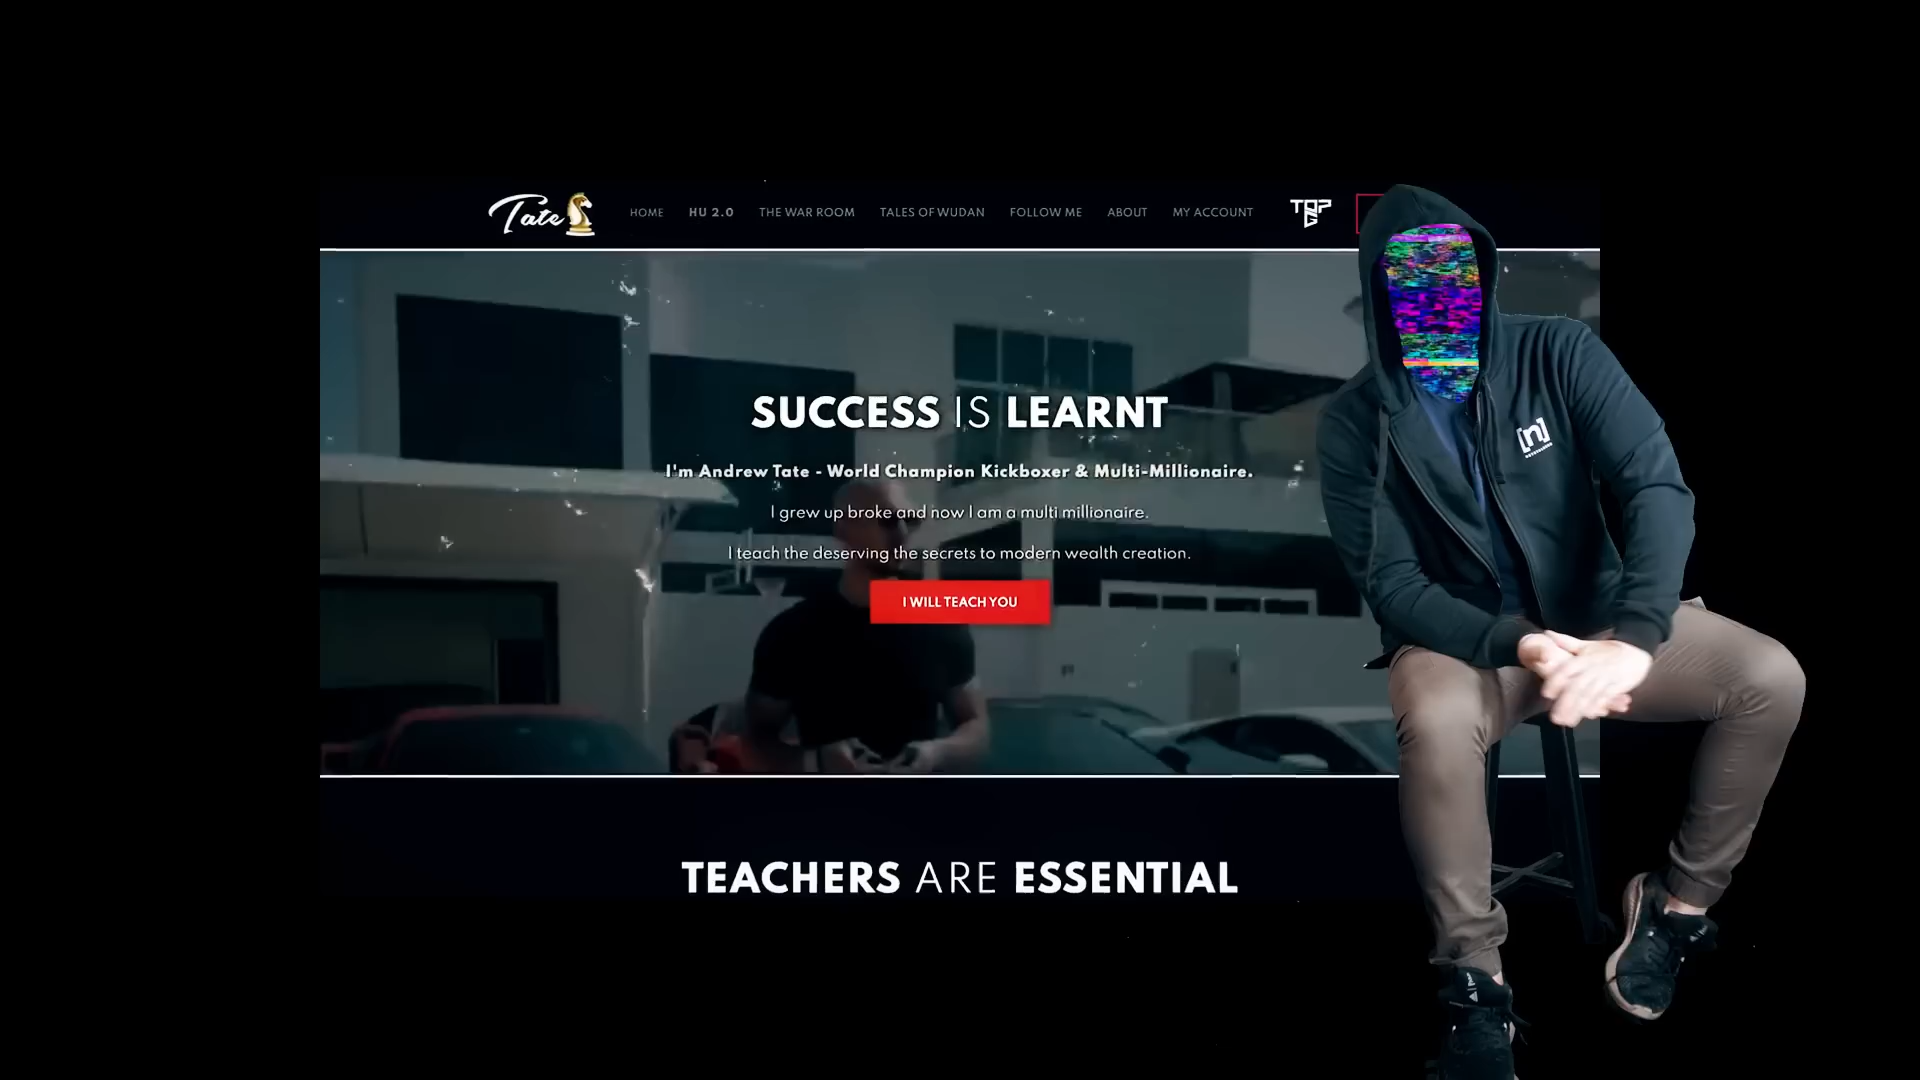 Tate
HOME HU 2.0 THE WAR ROOM TALES OF WUDAN FOLLOW ME ABOUT MY ACCOUNT
TOP G
SUCCESS IS LEARNT
I'm Andrew Tate - World Champion Kickboxer & Multi-Millionaire.
I grew up broke and now I am a multi millionaire.
I teach the deserving the secrets to modern wealth creation.
I WILL TEACH YOU
[n]
TEACHERS ARE ESSENTIAL